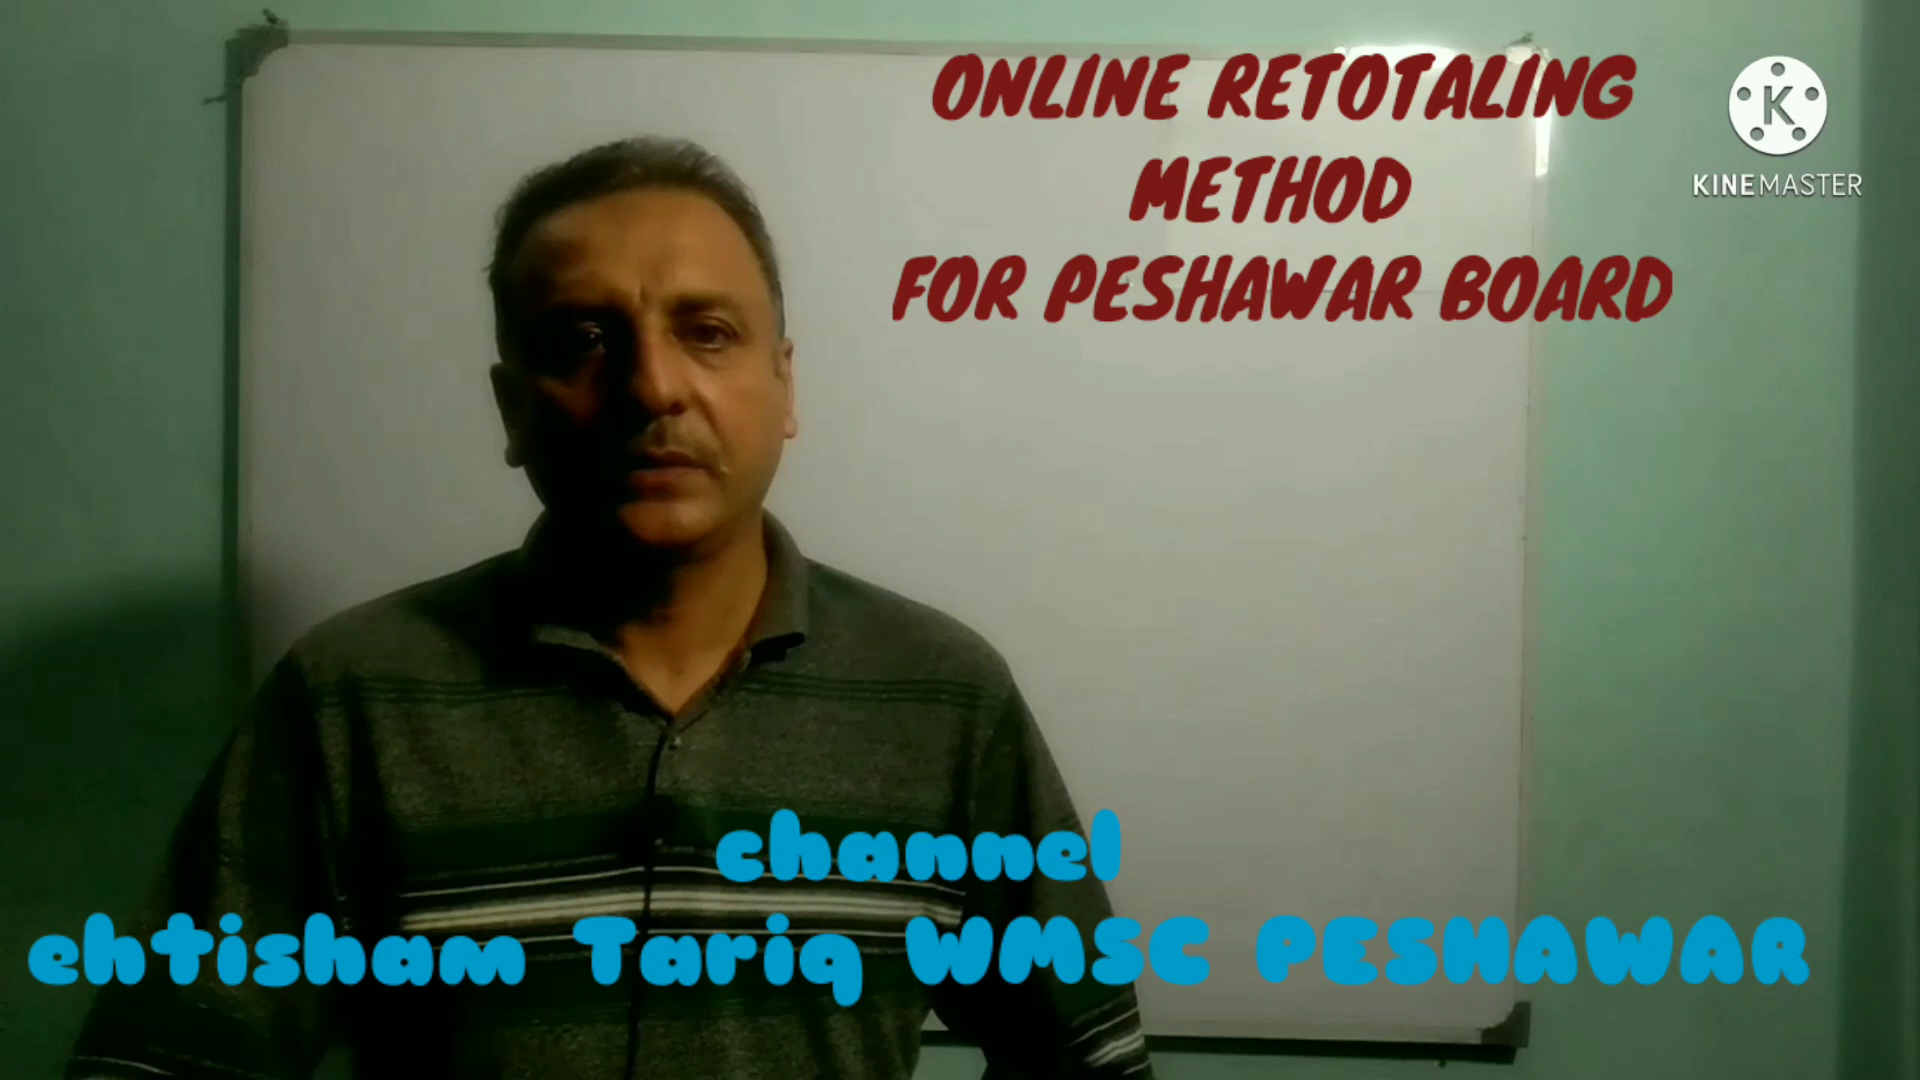 ONLINE RETOTALING
METHOD
FOR PESHAWAR BOARD
K
KINEMASTER
channel
ehtisham Tariq WMSC PESHAWAR